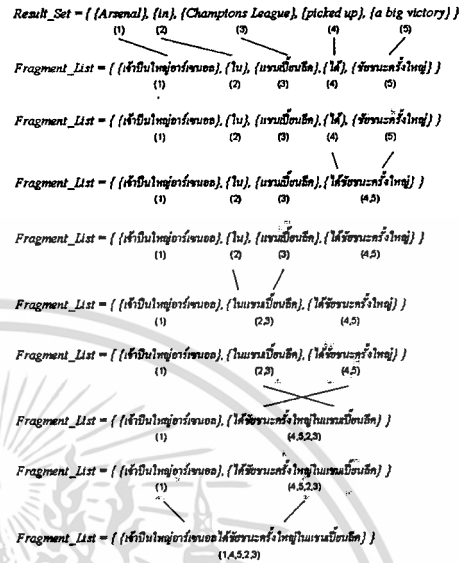 Result_Set = { {Arsenal}, {in}, {Champions League}, {picked up}, {a big victory} }
(1) (2) (3) (4) (5)
Fragment_List = { {เจ้าปืนใหญ่อาร์เซนอล}, {ใน}, {แชมเปี้ยนลีก}, {ได้}, {ชัยชนะครั้งใหญ่} }
(1) (2) (3) (4) (5)
Fragment_List = { {เจ้าปืนใหญ่อาร์เซนอล}, {ใน}, {แชมเปี้ยนลีก}, {ได้}, {ชัยชนะครั้งใหญ่} }
(1) (2) (3) (4) (5)
Fragment_List = { {เจ้าปืนใหญ่อาร์เซนอล}, {ใน}, {แชมเปี้ยนลีก}, {ได้ชัยชนะครั้งใหญ่} }
(1) (2) (3) (4,5)
Fragment_List = { {เจ้าปืนใหญ่อาร์เซนอล}, {ใน}, {แชมเปี้ยนลีก}, {ได้ชัยชนะครั้งใหญ่} }
(1) (2) (3) (4,5)
Fragment_List = { {เจ้าปืนใหญ่อาร์เซนอล}, {ในแชมเปี้ยนลีก}, {ได้ชัยชนะครั้งใหญ่} }
(1) (2,3) (4,5)
Fragment_List = { {เจ้าปืนใหญ่อาร์เซนอล}, {ในแชมเปี้ยนลีก}, {ได้ชัยชนะครั้งใหญ่} }
(1) (2,3) (4,5)
Fragment_List = { {เจ้าปืนใหญ่อาร์เซนอล}, {ได้ชัยชนะครั้งใหญ่ในแชมเปี้ยนลีก} }
(1) (4,5,2,3)
Fragment_List = { {เจ้าปืนใหญ่อาร์เซนอล}, {ได้ชัยชนะครั้งใหญ่ในแชมเปี้ยนลีก} }
(1) (4,5,2,3)
Fragment_List = { {เจ้าปืนใหญ่อาร์เซนอลได้ชัยชนะครั้งใหญ่ในแชมเปี้ยนลีก} }
(1,4,5,2,3)